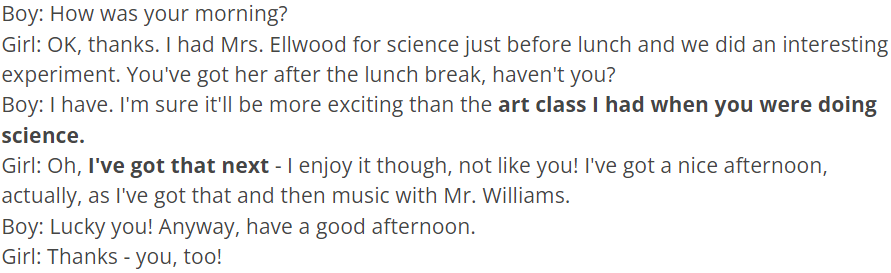 Boy: How was your morning?
Girl: OK, thanks. I had Mrs. Ellwood for science just before lunch and we did an interesting
experiment. You've got her after the lunch break, haven't you?
Boy: I have. I'm sure it'll be more exciting than the art class I had when you were doing
science.
Girl: Oh, I've got that next - I enjoy it though, not like you! I've got a nice afternoon,
actually, as I've got that and then music with Mr. Williams.
Boy: Lucky you! Anyway, have a good afternoon.
Girl: Thanks - you, too!